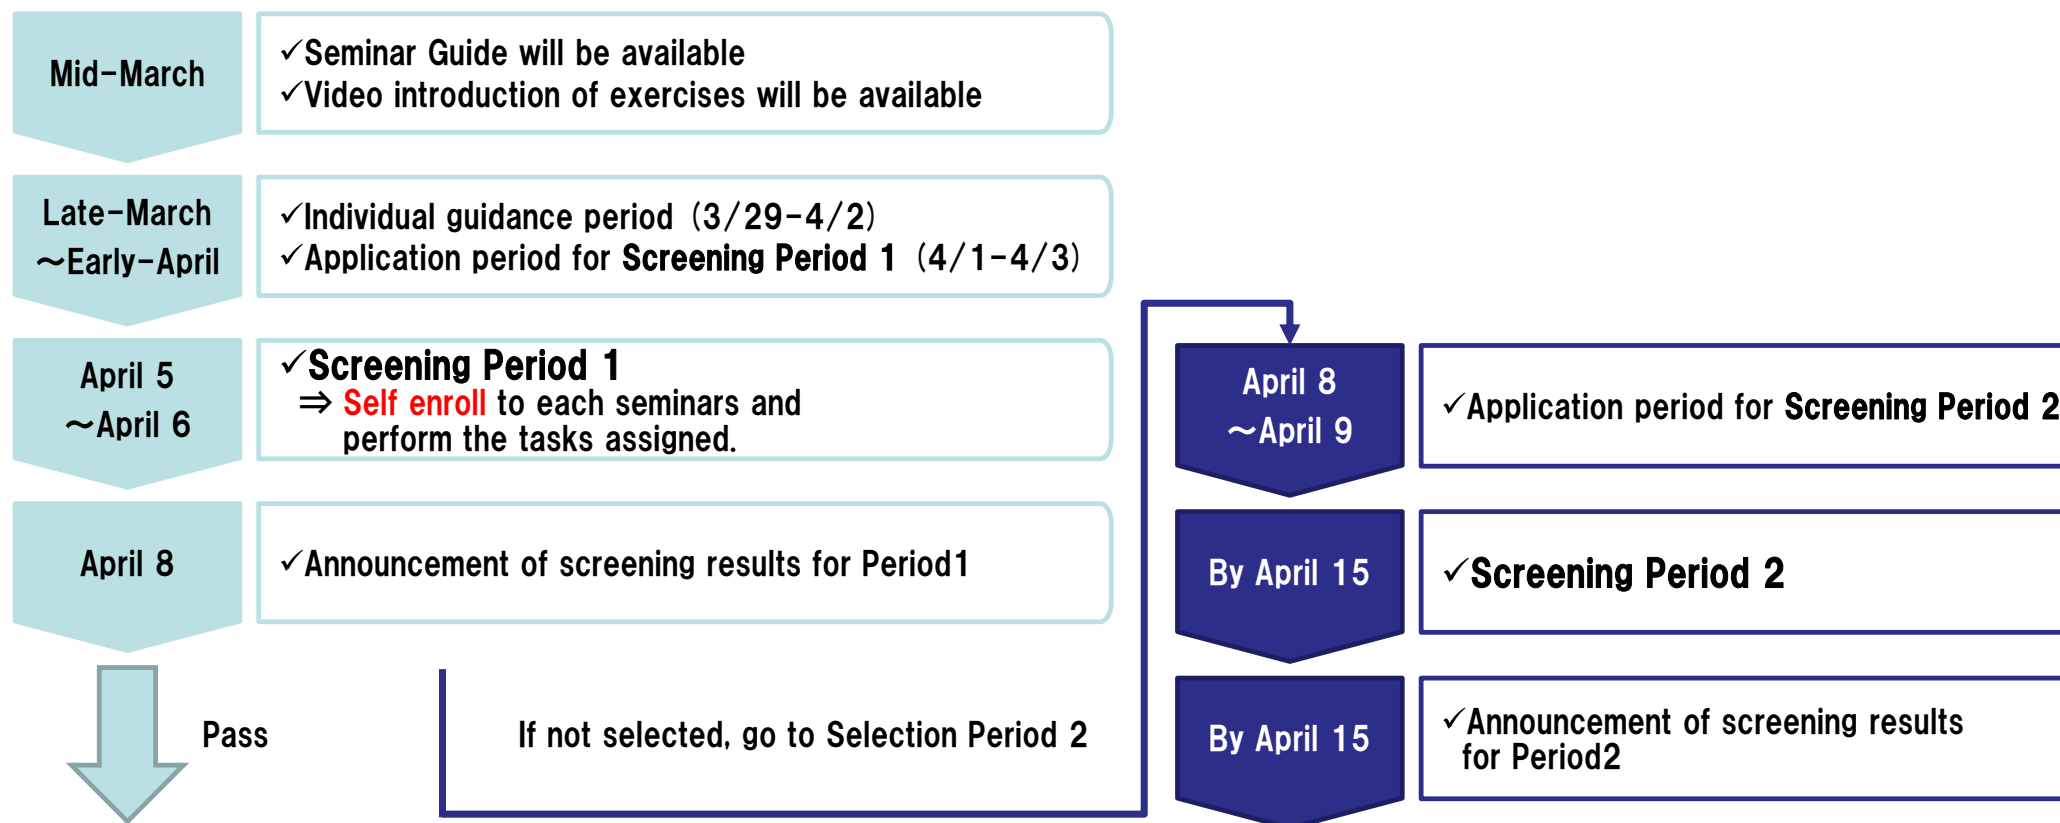 Mid-March
✓Seminar Guide will be available
✓Video introduction of exercises will be available
Late-March
～Early-April
✓Individual guidance period (3/29-4/2)
✓Application period for Screening Period 1 (4/1-4/3)
April 5
～April 6
✓Screening Period 1
⇒ Self enroll to each seminars and
perform the tasks assigned.
April 8
✓Announcement of screening results for Period1
Pass
If not selected, go to Selection Period 2
April 8
～April 9
✓Application period for Screening Period 2
By April 15
✓Screening Period 2
By April 15
✓Announcement of screening results
for Period2